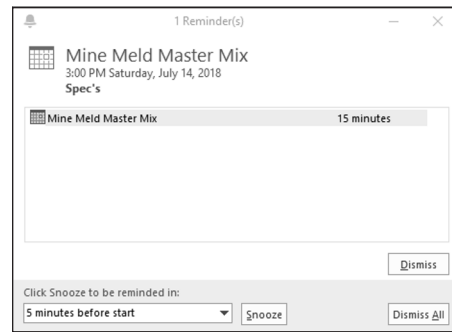 1 Reminder(s)
Mine Meld Master Mix
3:00 PM Saturday, July 14, 2018
Spec's
Mine Meld Master Mix 15 minutes
Dismiss
Click Snooze to be reminded in:
5 minutes before start Snooze Dismiss All